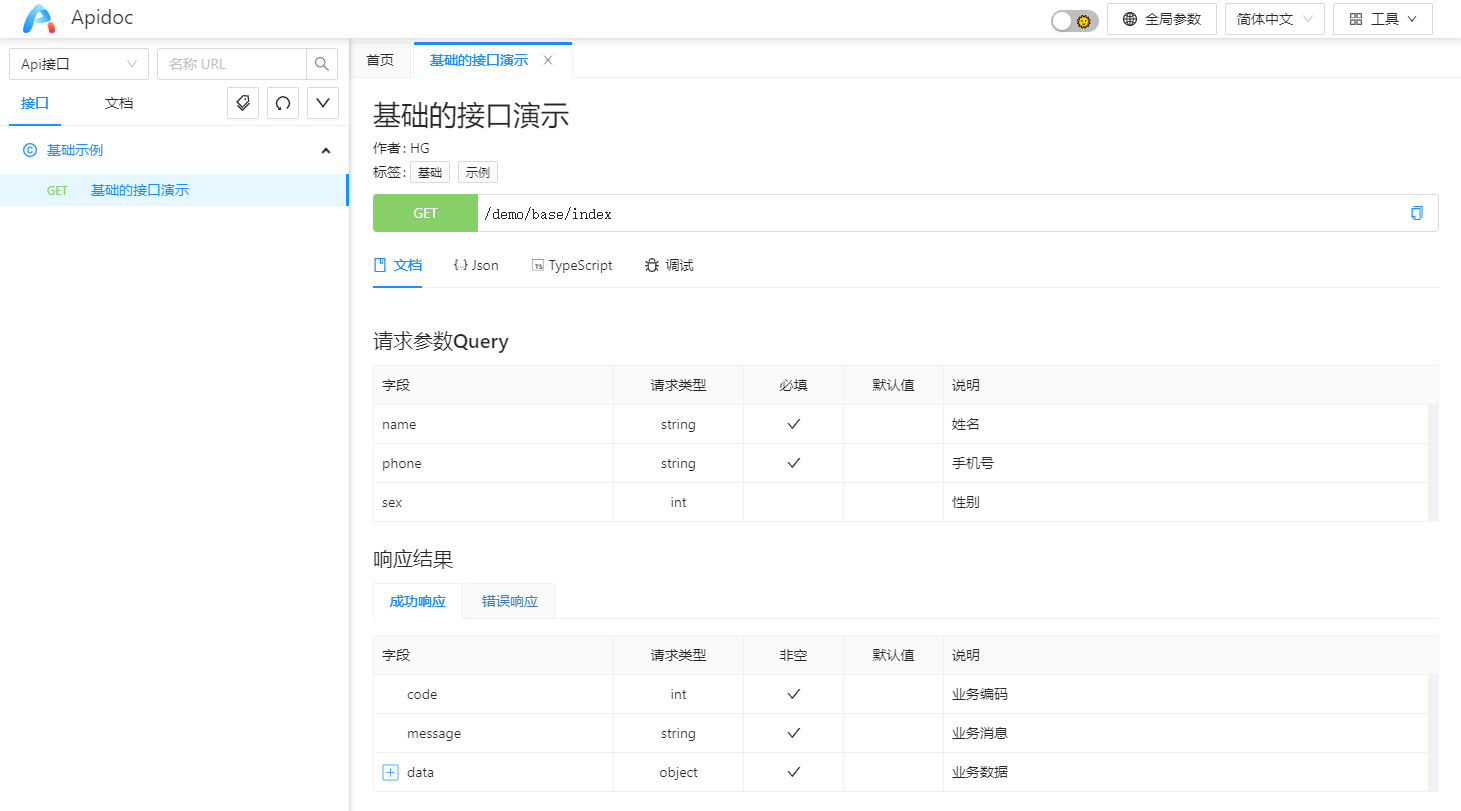 Apidoc 全局参数 简体中文 工具
Api接口 名称 URL
接口 文档
基础示例
GET 基础的接口演示
首页 基础的接口演示
基础的接口演示
作者: HG
标签: 基础 示例
GET /demo/base/index
文档 {··} Json TS TypeScript 调试
请求参数Query
字段 请求类型 必填 默认值 说明
name string ✓ 姓名
phone string ✓ 手机号
sex int 性别
响应结果
成功响应 错误响应
字段 请求类型 非空 默认值 说明
code int ✓ 业务编码
message string ✓ 业务消息
data object ✓ 业务数据